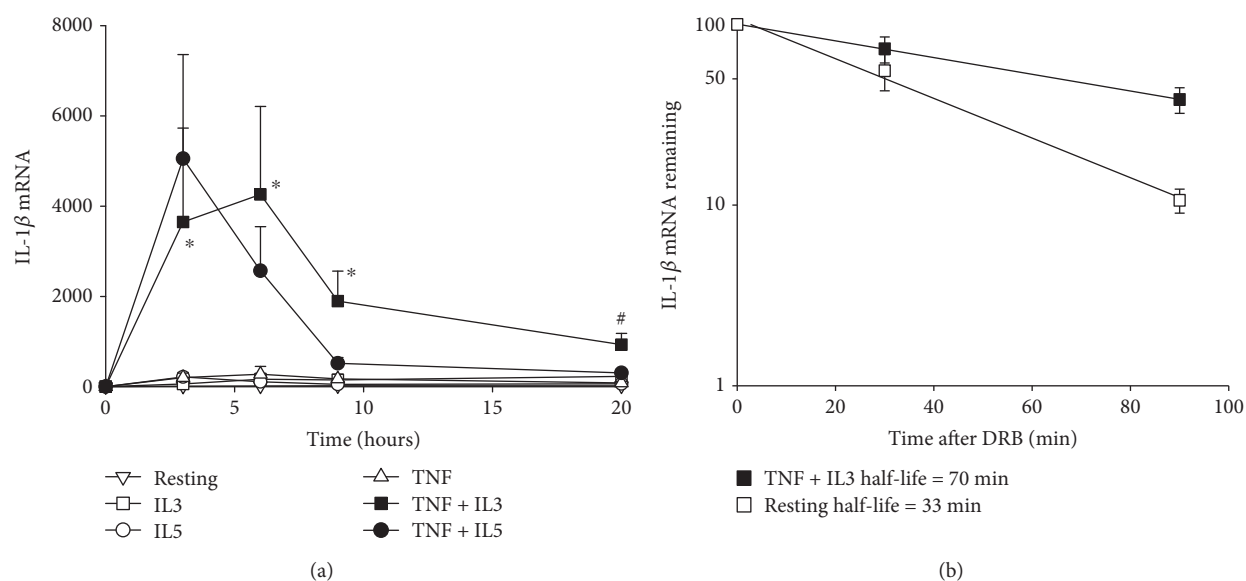 8000
6000
4000
2000
0
IL-1β mRNA
*
*
*
#
0 5 10 15 20
Time (hours)
Resting
IL3
IL5
TNF
TNF + IL3
TNF + IL5
(a)
100
50
10
1
IL-1β mRNA remaining
0 20 40 60 80 100
Time after DRB (min)
TNF + IL3 half-life = 70 min
Resting half-life = 33 min
(b)